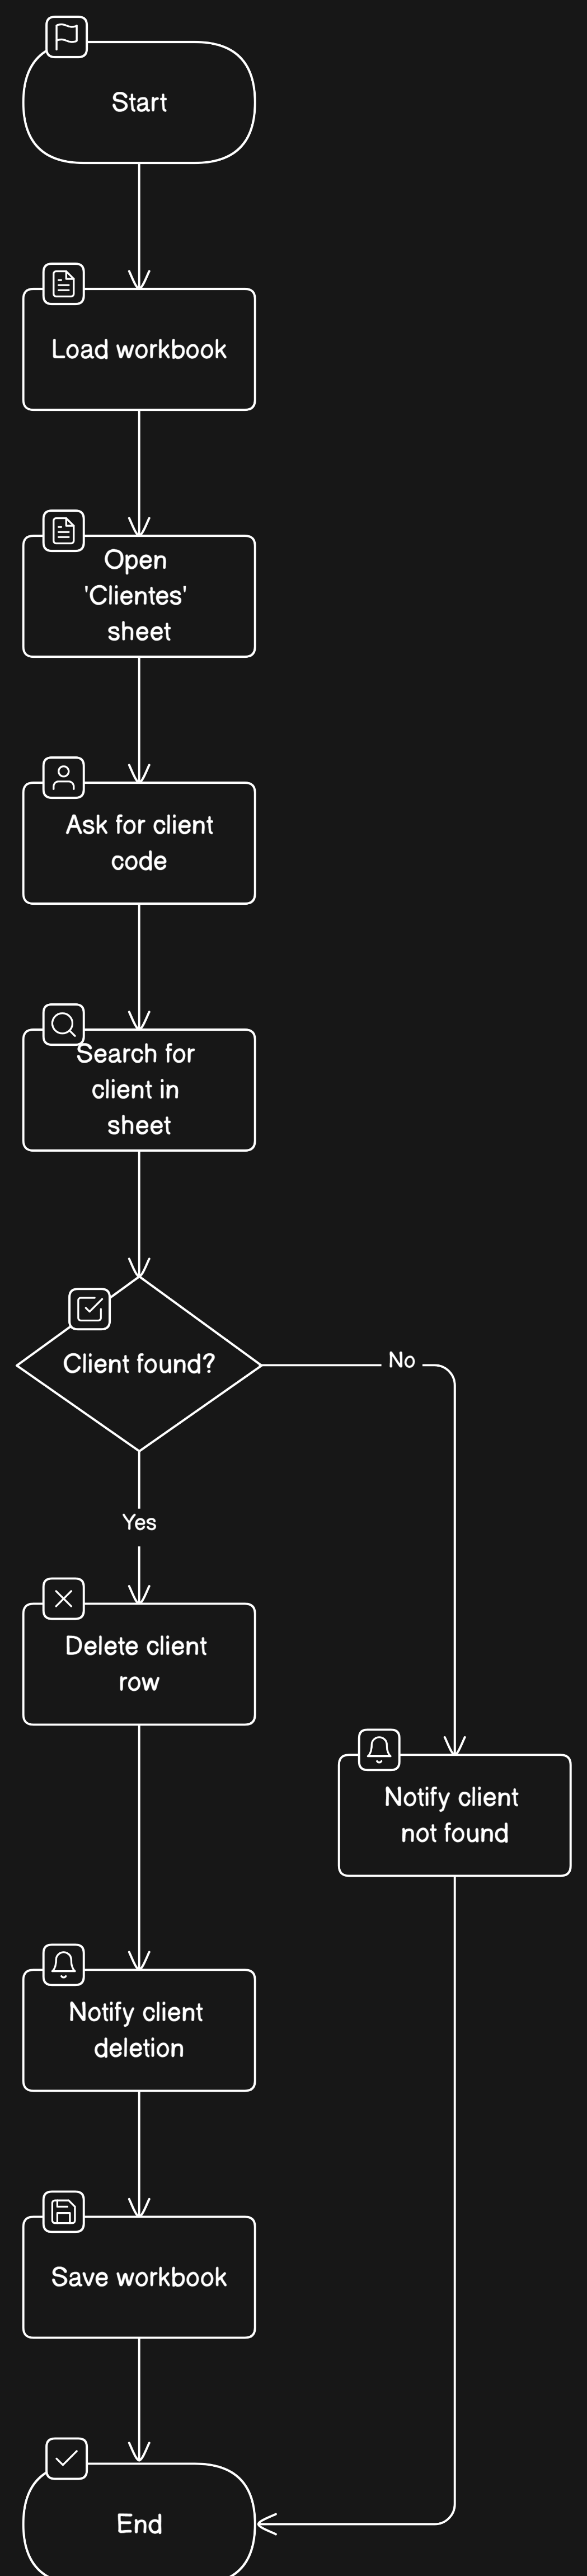 Start
Load workbook
Open
'Clientes'
sheet
Ask for client
code
Search for
client in
sheet
Client found?
No
Yes
Delete client
row
Notify client
not found
Notify client
deletion
Save workbook
End